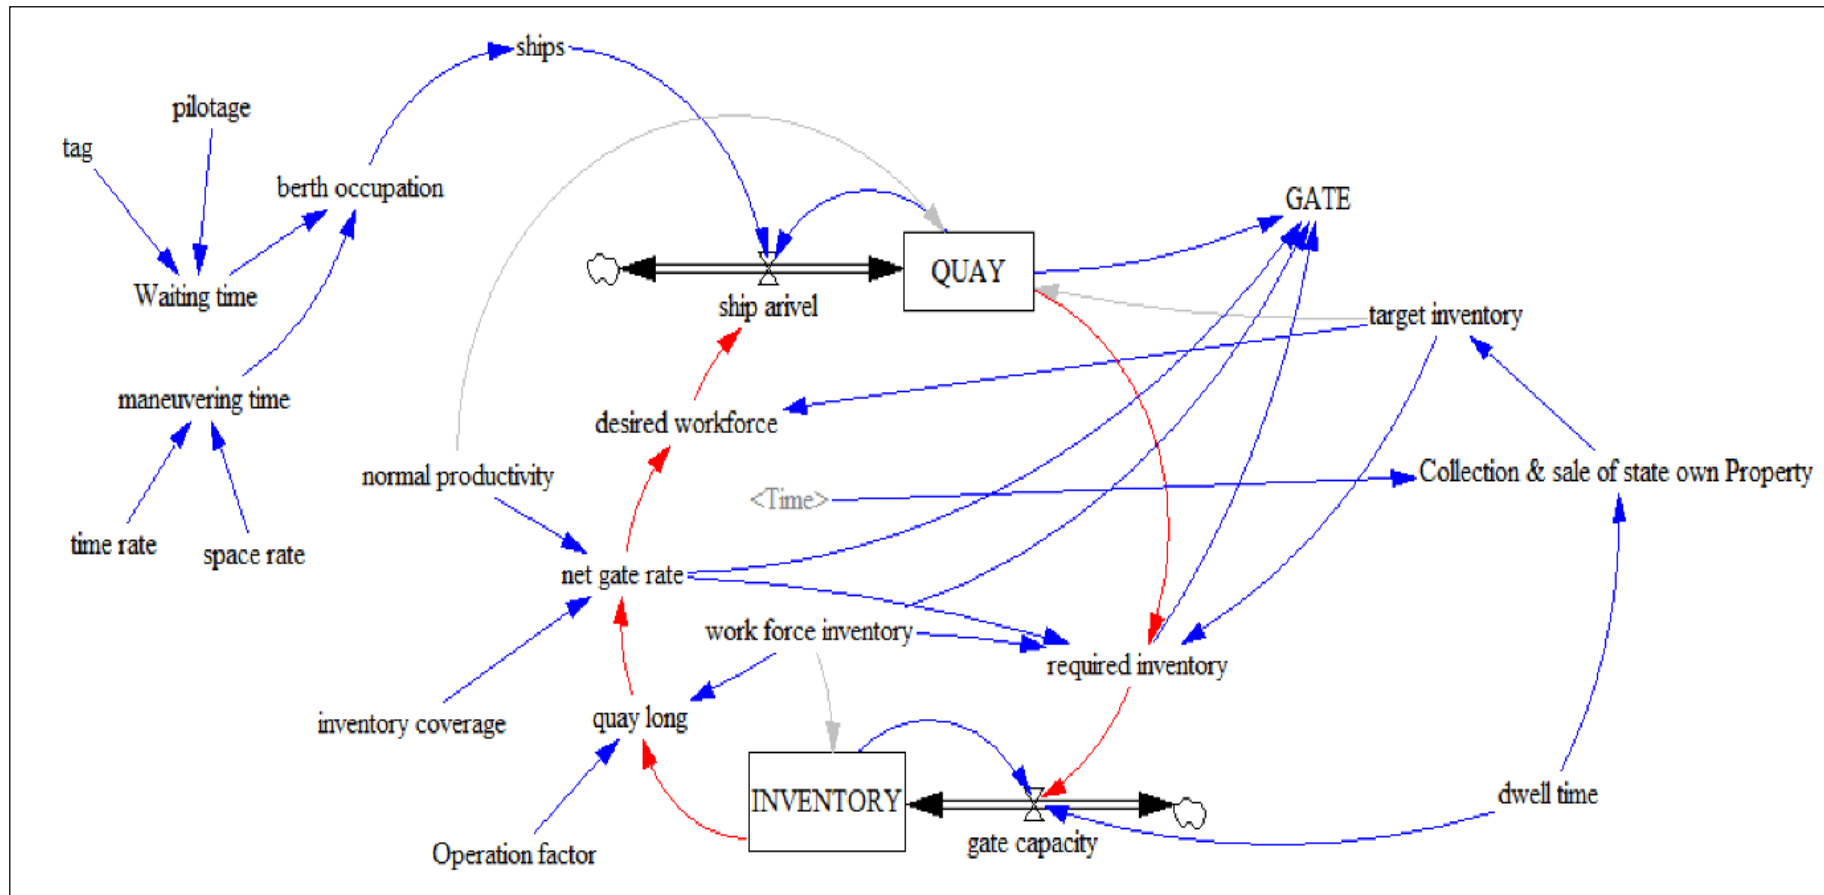 ships
pilotage
tag
berth occupation
GATE
Waiting time
QUAY
ship arivel
target inventory
maneuvering time
desired workforce
normal productivity
Collection & sale of state own Property
<Time>
time rate
space rate
net gate rate
work force inventory
required inventory
inventory coverage
quay long
INVENTORY
dwell time
gate capacity
Operation factor